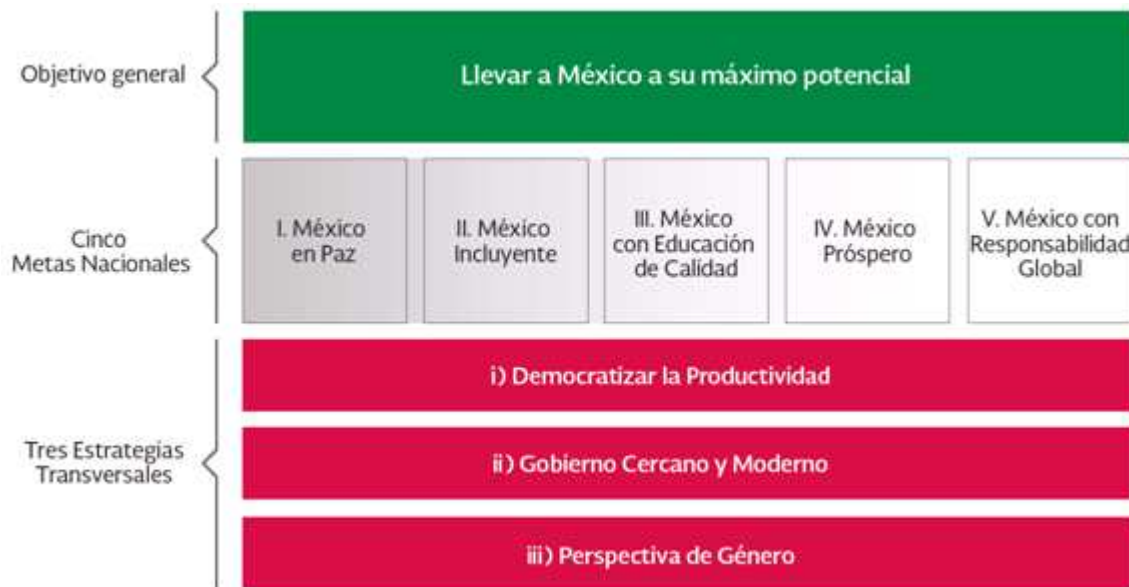 Objetivo general
Llevar a México a su máximo potencial
Cinco
Metas Nacionales
I. México
en Paz
II. México
Incluyente
III. México
con Educación
de Calidad
IV. México
Próspero
V. México con
Responsabilidad
Global
Tres Estrategias
Transversales
i) Democratizar la Productividad
ii) Gobierno Cercano y Moderno
iii) Perspectiva de Género